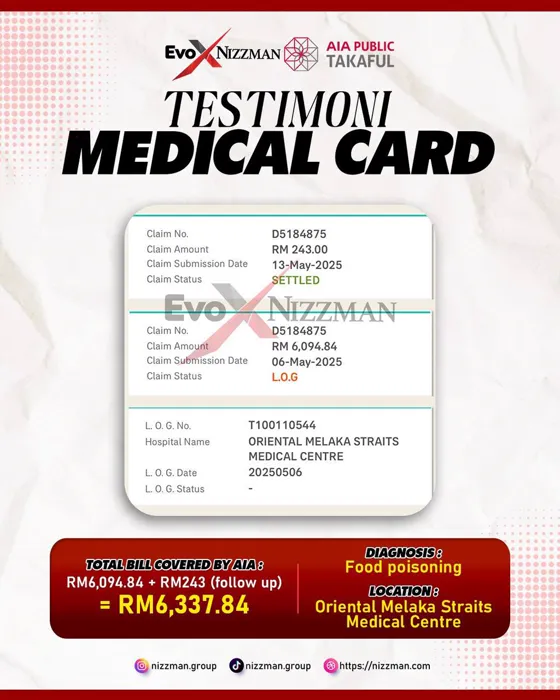 EvoX NIZZMAN AIA PUBLIC TAKAFUL
TESTIMONI
MEDICAL CARD
Claim No. D5184875
Claim Amount RM 243.00
Claim Submission Date 13-May-2025
Claim Status SETTLED
EvoX NIZZMAN
Claim No. D5184875
Claim Amount RM 6,094.84
Claim Submission Date 06-May-2025
Claim Status L.O.G
L. O. G. No. T100110544
Hospital Name ORIENTAL MELAKA STRAITS
MEDICAL CENTRE
L. O. G. Date 20250506
L. O. G. Status -
TOTAL BILL COVERED BY AIA :
RM6,094.84 + RM243 (follow up)
= RM6,337.84
DIAGNOSIS :
Food poisoning
LOCATION :
Oriental Melaka Straits
Medical Centre
nizzman.group nizzman.group https://nizzman.com